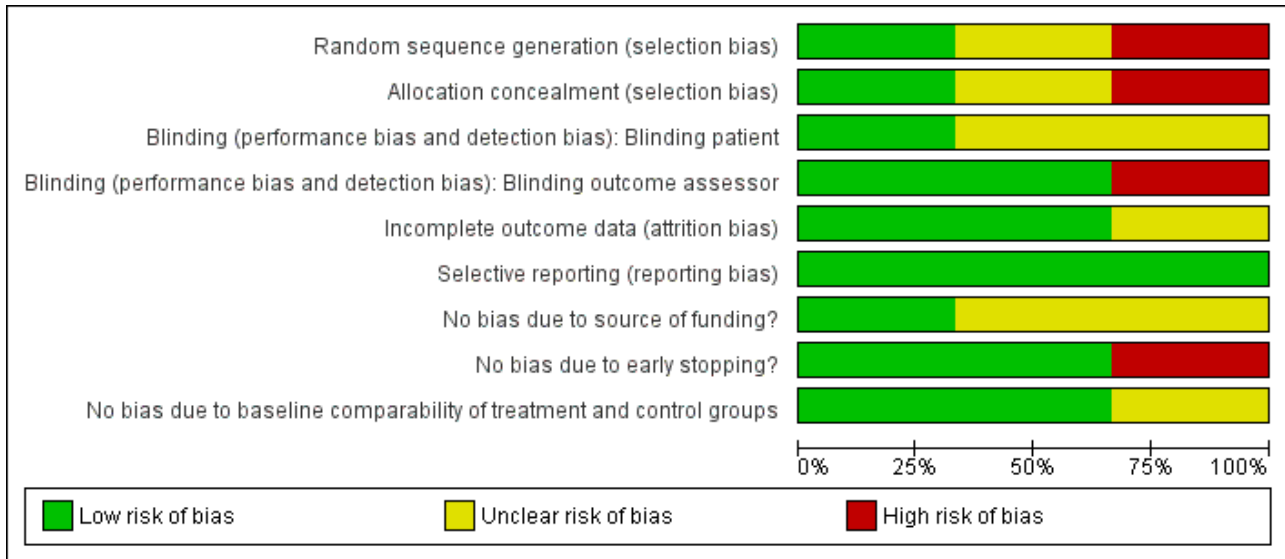 Random sequence generation (selection bias)
Allocation concealment (selection bias)
Blinding (performance bias and detection bias): Blinding patient
Blinding (performance bias and detection bias): Blinding outcome assessor
Incomplete outcome data (attrition bias)
Selective reporting (reporting bias)
No bias due to source of funding?
No bias due to early stopping?
No bias due to baseline comparability of treatment and control groups
0% 25% 50% 75% 100%
Low risk of bias Unclear risk of bias High risk of bias